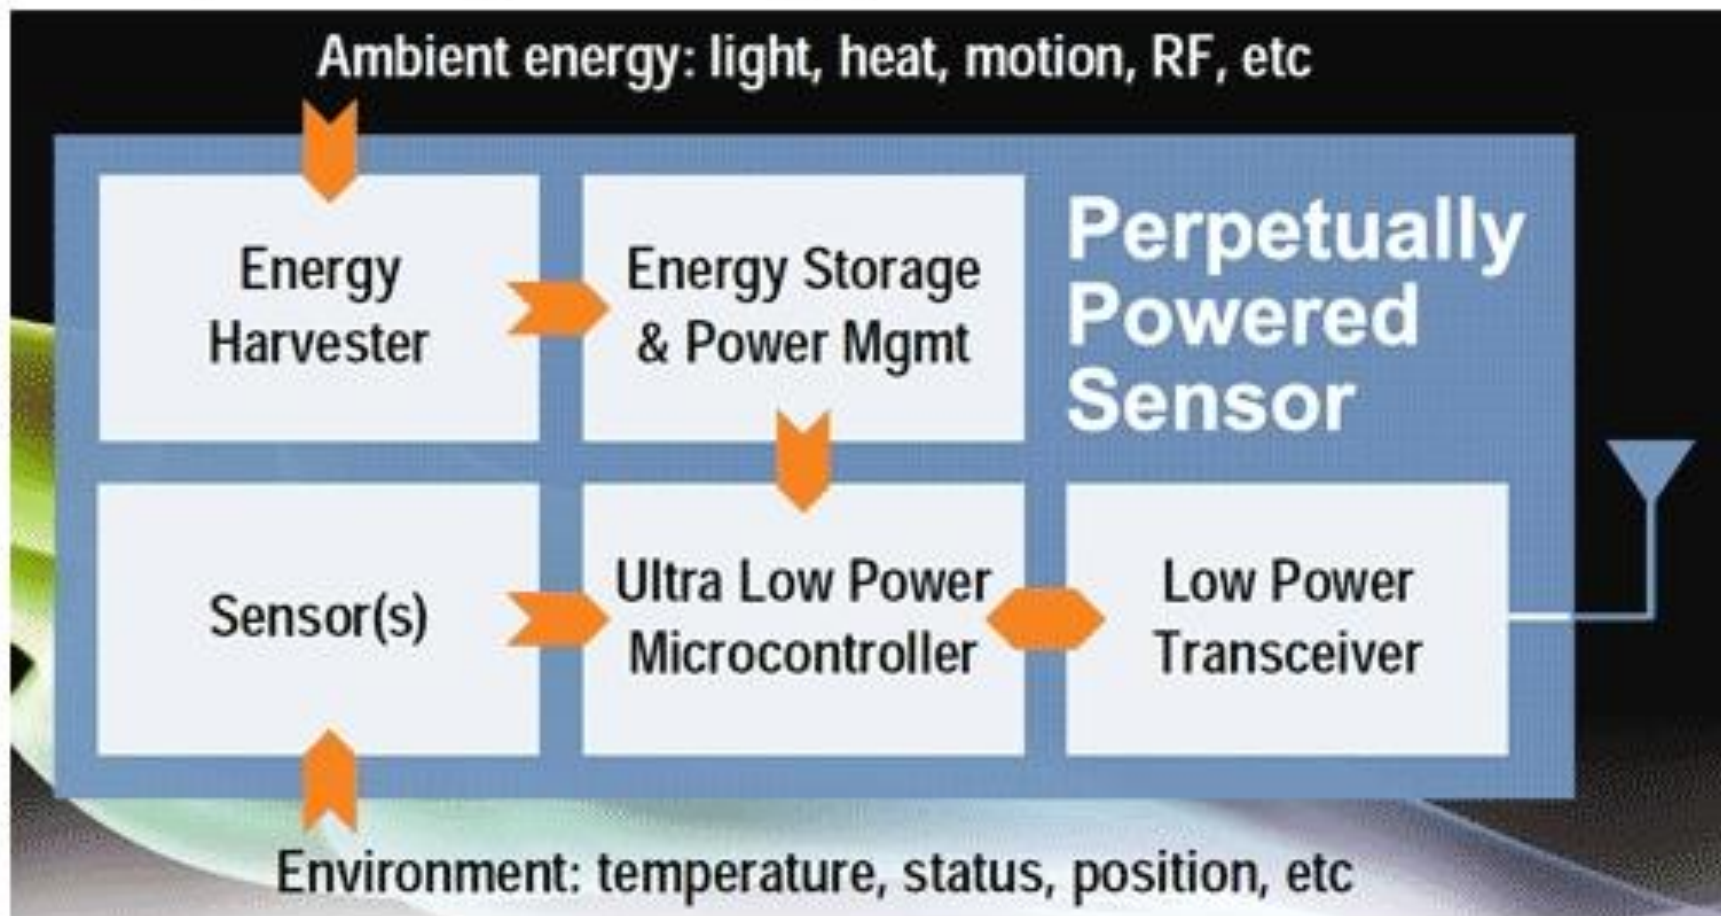 Ambient energy: light, heat, motion, RF, etc
Energy
Harvester
Energy Storage
& Power Mgmt
Perpetually
Powered
Sensor
Sensor(s)
Ultra Low Power
Microcontroller
Low Power
Transceiver
Environment: temperature, status, position, etc